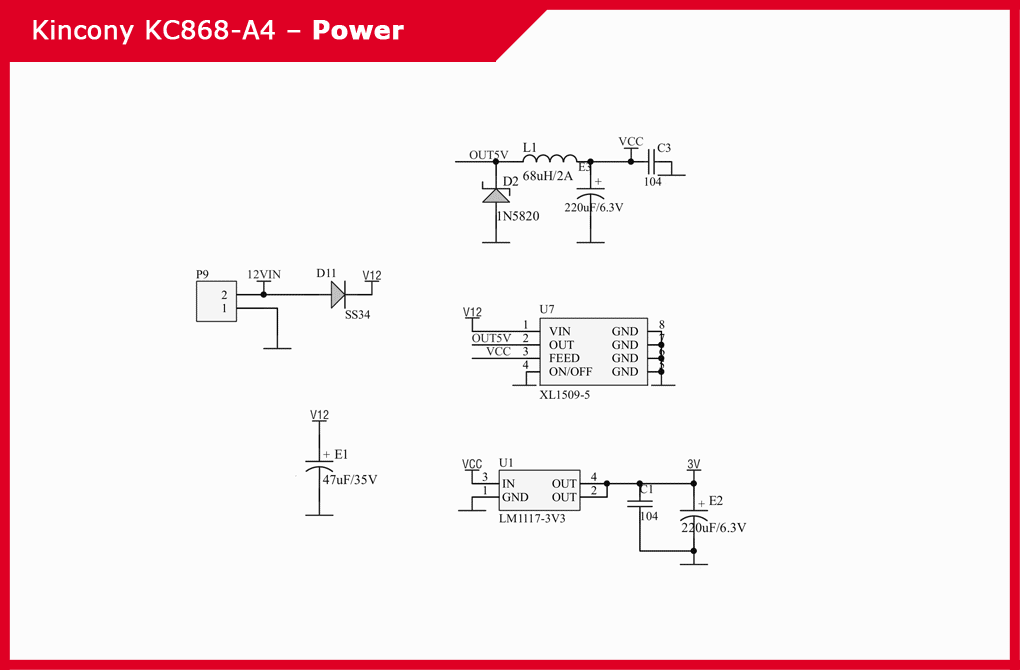 Kincony KC868-A4 – Power
OUT5V
L1
68uH/2A
D2
1N5820
E3
+
220uF/6.3V
VCC
C3
104
P9
2
1
12VIN
D11
SS34
V12
U7
V12
1 VIN GND 8
OUT5V 2 OUT GND 7
VCC 3 FEED GND
4 ON/OFF GND
XL1509-5
V12
+ E1
47uF/35V
U1
VCC
3 IN OUT 4
1 GND OUT 2
LM1117-3V3
3V
C1
104
+ E2
220uF/6.3V